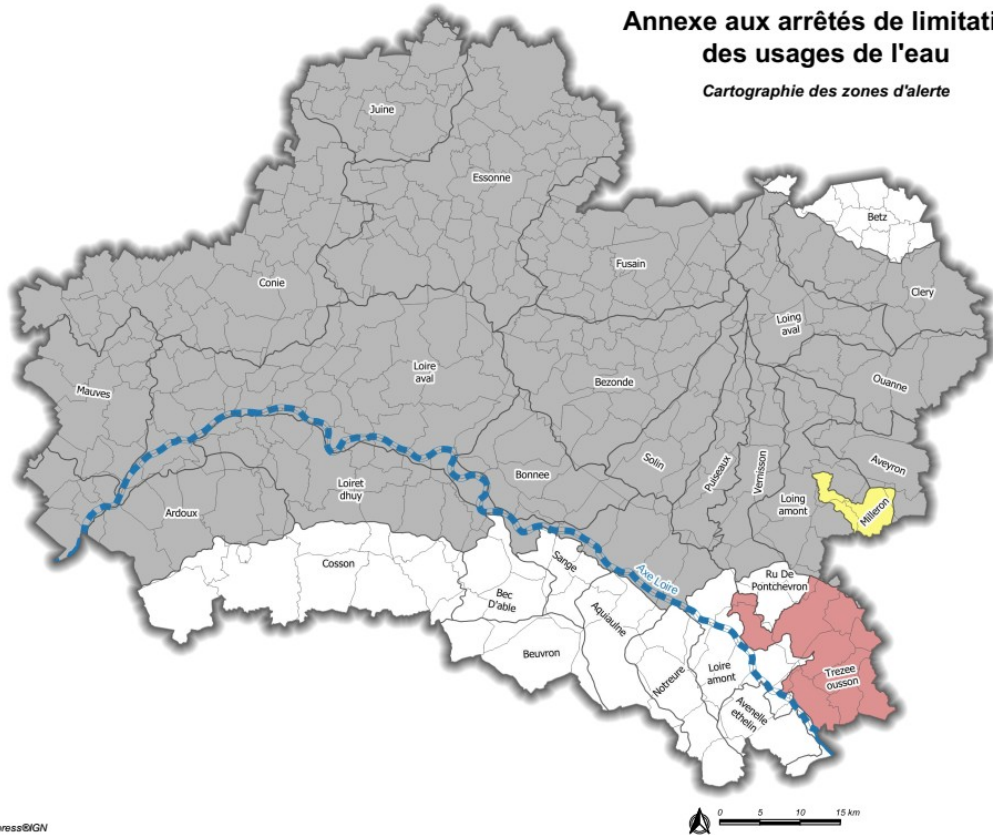 Annexe aux arrêtés de limitati
des usages de l'eau
Cartographie des zones d'alerte
Juine
Essonne
Betz
Fusain
Conie
Clery
Loing
aval
Loire
aval
Mauves
Bezonde
Ouanne
Solin
Puiseaux
Vernisson
Aveyron
Bonnee
Loiret
dhuy
Ardoux
Loing
amont
Milleron
Cosson
Sange
Axe Loire
Ru De
Pontchevron
Bec
D'able
Aquiaulne
Beuvron
Notreure
Loire
amont
Trezee
ousson
Avenelle
ethelin
0 5 10 15 km
ress®IGN